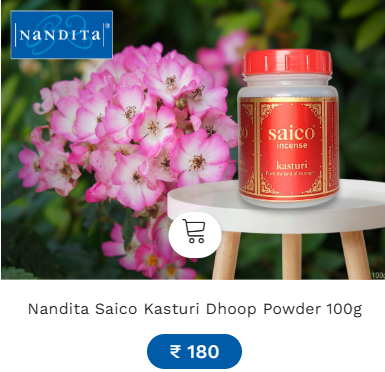 NANDITA®
saico
incense
kasturi
Nandita Saico Kasturi Dhoop Powder 100g
₹ 180